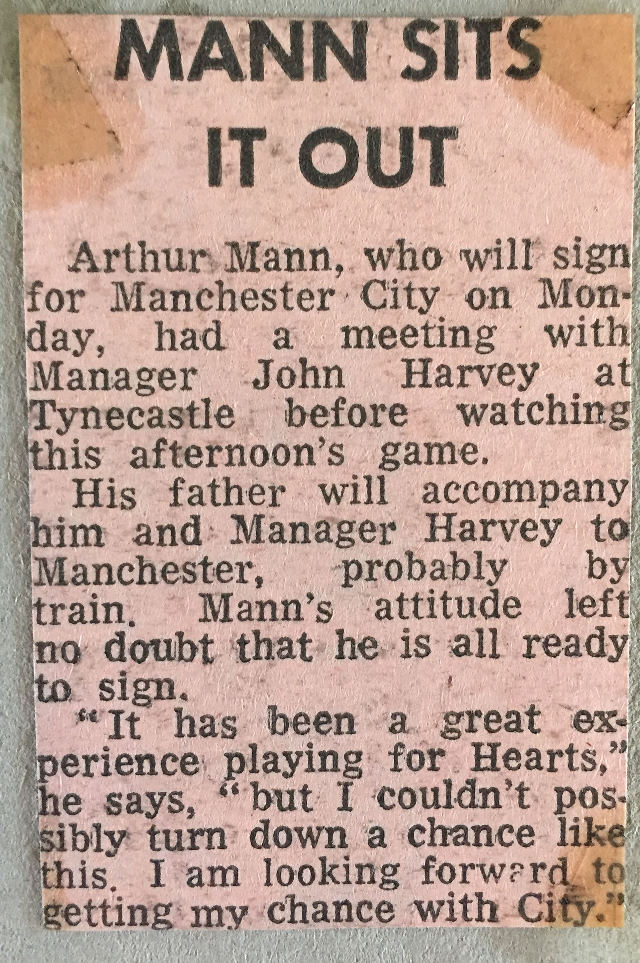 MANN SITS
IT OUT
Arthur Mann, who will sign
for Manchester City on Mon-
day, had a meeting with
Manager John Harvey at
Tynecastle before watching
this afternoon's game.
His father will accompany
him and Manager Harvey to
Manchester, probably by
train. Mann's attitude left
no doubt that he is all ready
to sign.
"It has been a great ex-
perience playing for Hearts,"
he says, "but I couldn't pos-
sibly turn down a chance like
this. I am looking forward to
getting my chance with City."